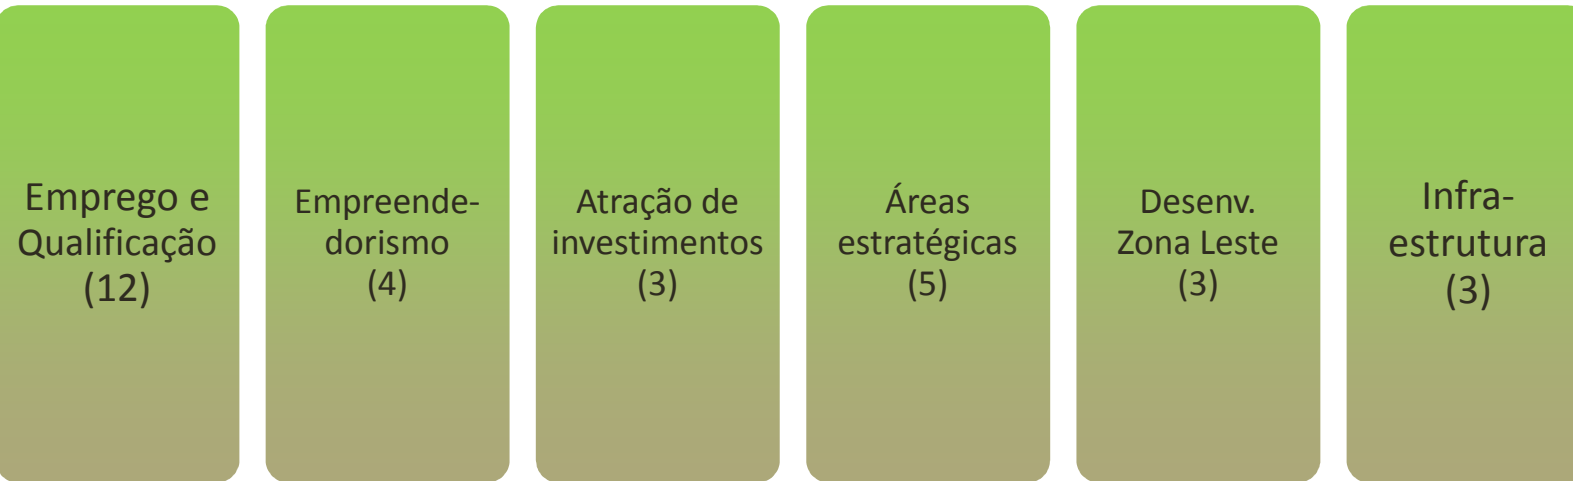 Emprego e
Qualificação
(12)
Empreende-
dorismo
(4)
Atração de
investimentos
(3)
Áreas
estratégicas
(5)
Desenv.
Zona Leste
(3)
Infra-
estrutura
(3)